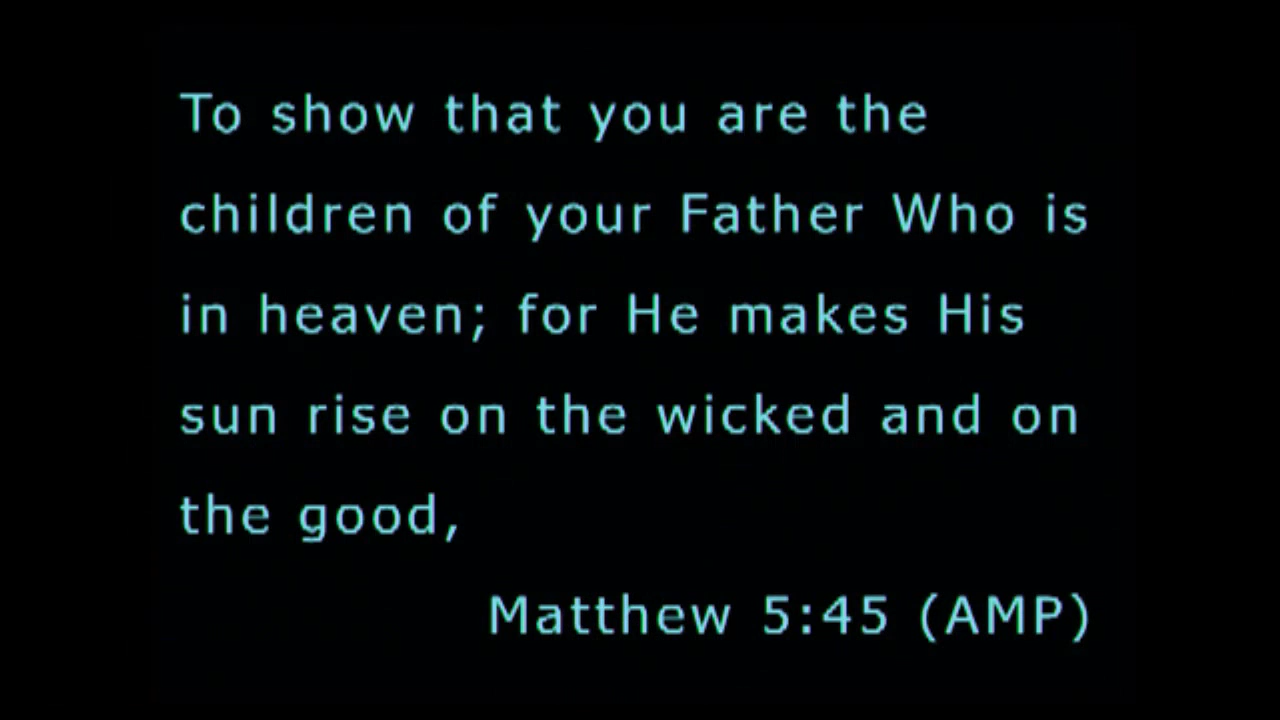 To show that you are the
children of your Father Who is
in heaven; for He makes His
sun rise on the wicked and on
the good,
Matthew 5:45 (AMP)